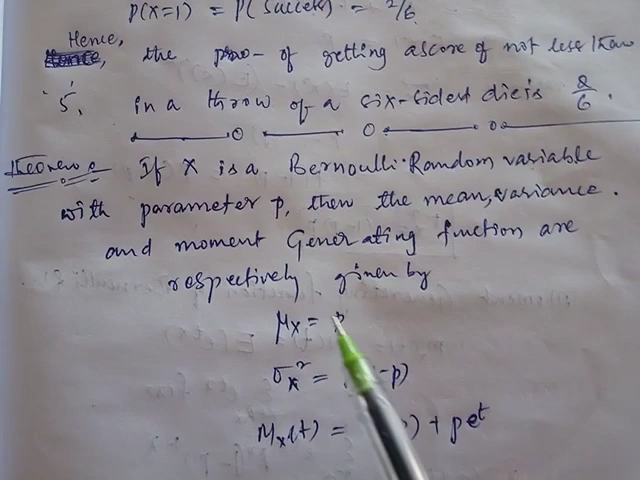 P(X=1) = P(Success) = 2/6.
Hence,
the pro- of getting a score of not less than
'5', in a throw of a six-sided die is 2/6.
Theorem: If X is a Bernoulli Random variable
with parameter p, then the mean, variance.
and moment Generating function are
respectively given by
μx =
σx² = -p)
Mx(t) = ) + pe^t